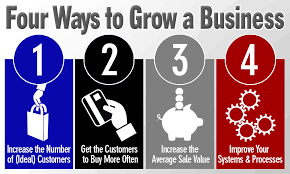 Four Ways to Grow a Business
1
Increase the Number
of (Ideal) Customers
2
Get the Customers
to Buy More Often
3
Increase the
Average Sale Value
4
Improve Your
Systems & Processes